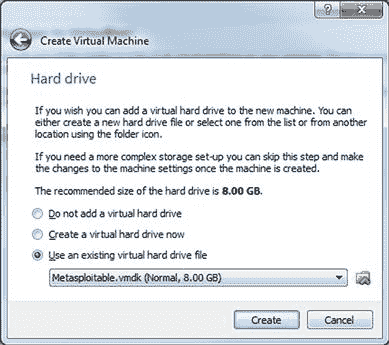 ?
Create Virtual Machine
Hard drive
If you wish you can add a virtual hard drive to the new machine. You can
either create a new hard drive file or select one from the list or from another
location using the folder icon.
If you need a more complex storage set-up you can skip this step and make
the changes to the machine settings once the machine is created.
The recommended size of the hard drive is 8.00 GB.
Do not add a virtual hard drive
Create a virtual hard drive now
Use an existing virtual hard drive file
Metasploitable.vmdk (Normal, 8.00 GB)
Create
Cancel